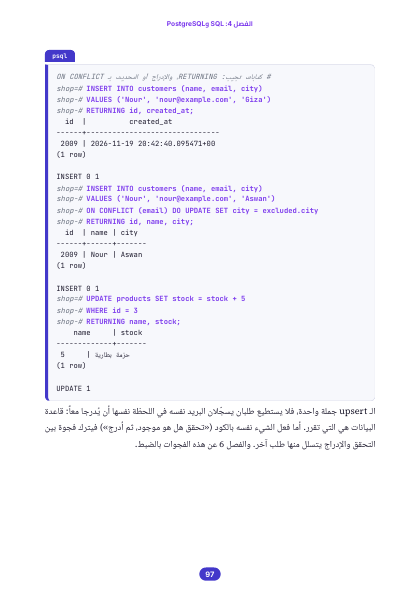 الفصل 4: SQL وPostgreSQL
psql
# كتابات تجيب: RETURNING، والإدراج أو التحديث بـ ON CONFLICT
shop=# INSERT INTO customers (name, email, city)
shop-# VALUES ('Nour', 'nour@example.com', 'Giza')
shop-# RETURNING id, created_at;
  id  |          created_at
------+-------------------------------
 2009 | 2026-11-19 20:42:40.095471+00
(1 row)
INSERT 0 1
shop=# INSERT INTO customers (name, email, city)
shop-# VALUES ('Nour', 'nour@example.com', 'Aswan')
shop-# ON CONFLICT (email) DO UPDATE SET city = excluded.city
shop-# RETURNING id, name, city;
  id  | name | city
------+------+-------
 2009 | Nour | Aswan
(1 row)
INSERT 0 1
shop=# UPDATE products SET stock = stock + 5
shop-# WHERE id = 3
shop-# RETURNING name, stock;
    name     | stock
-------------+-------
حزمة بطارية | 5
(1 row)
UPDATE 1
الـ upsert جملة واحدة، فلا يستطيع طلبان يسجّلان البريد نفسه في اللحظة نفسها أن يُدرجا معاً: قاعدة
البيانات هي التي تقرر. أما فعل الشيء نفسه بالكود («تحقق هل هو موجود، ثم أدرج») فيترك فجوة بين
التحقق والإدراج يتسلل منها طلب آخر. والفصل 6 عن هذه الفجوات بالضبط.
97